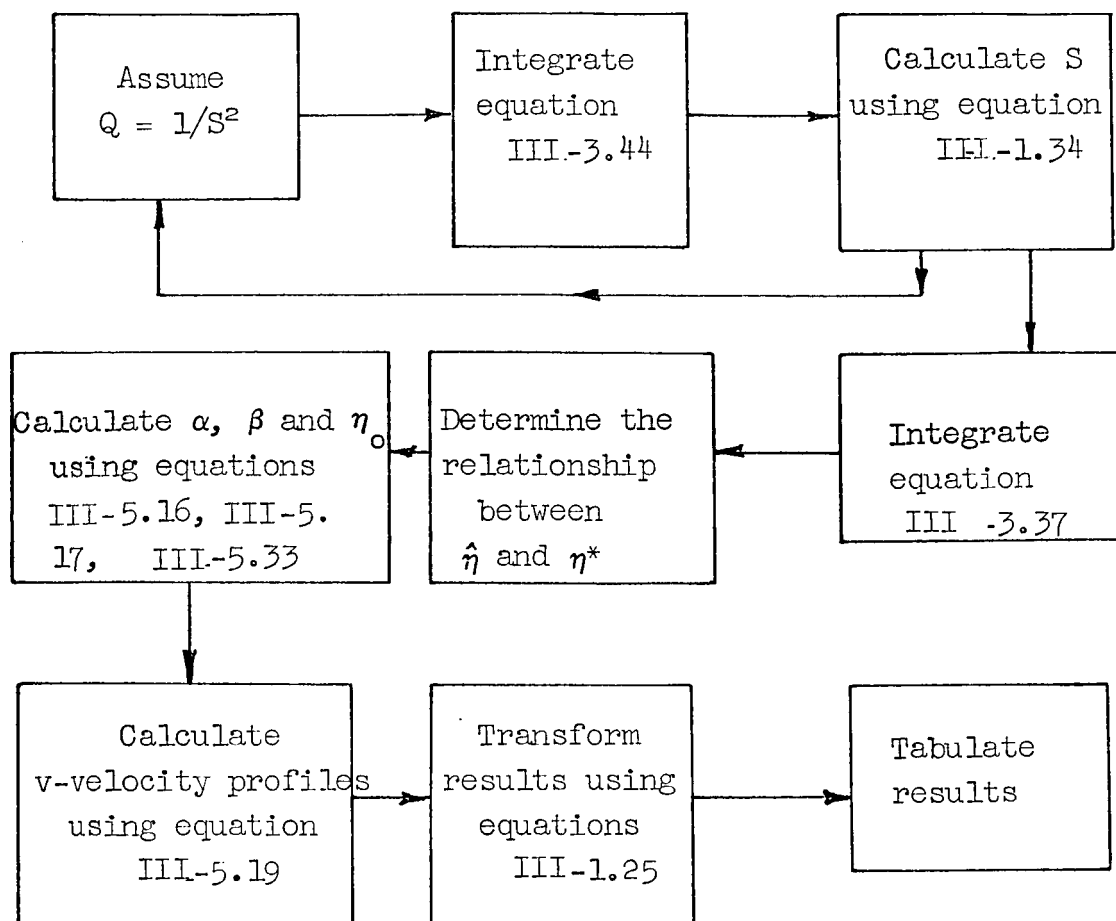 Assume
Q = 1/S²
Integrate
equation
III-3.44
Calculate S
using equation
III-1.34
Integrate
equation
III -3.37
Determine the
relationship
between
η̂ and η*
Calculate α, β and ηₒ
using equations
III-5.16, III-5.
17, III-5.33
Calculate
v-velocity profiles
using equation
III-5.19
Transform
results using
equations
III-1.25
Tabulate
results